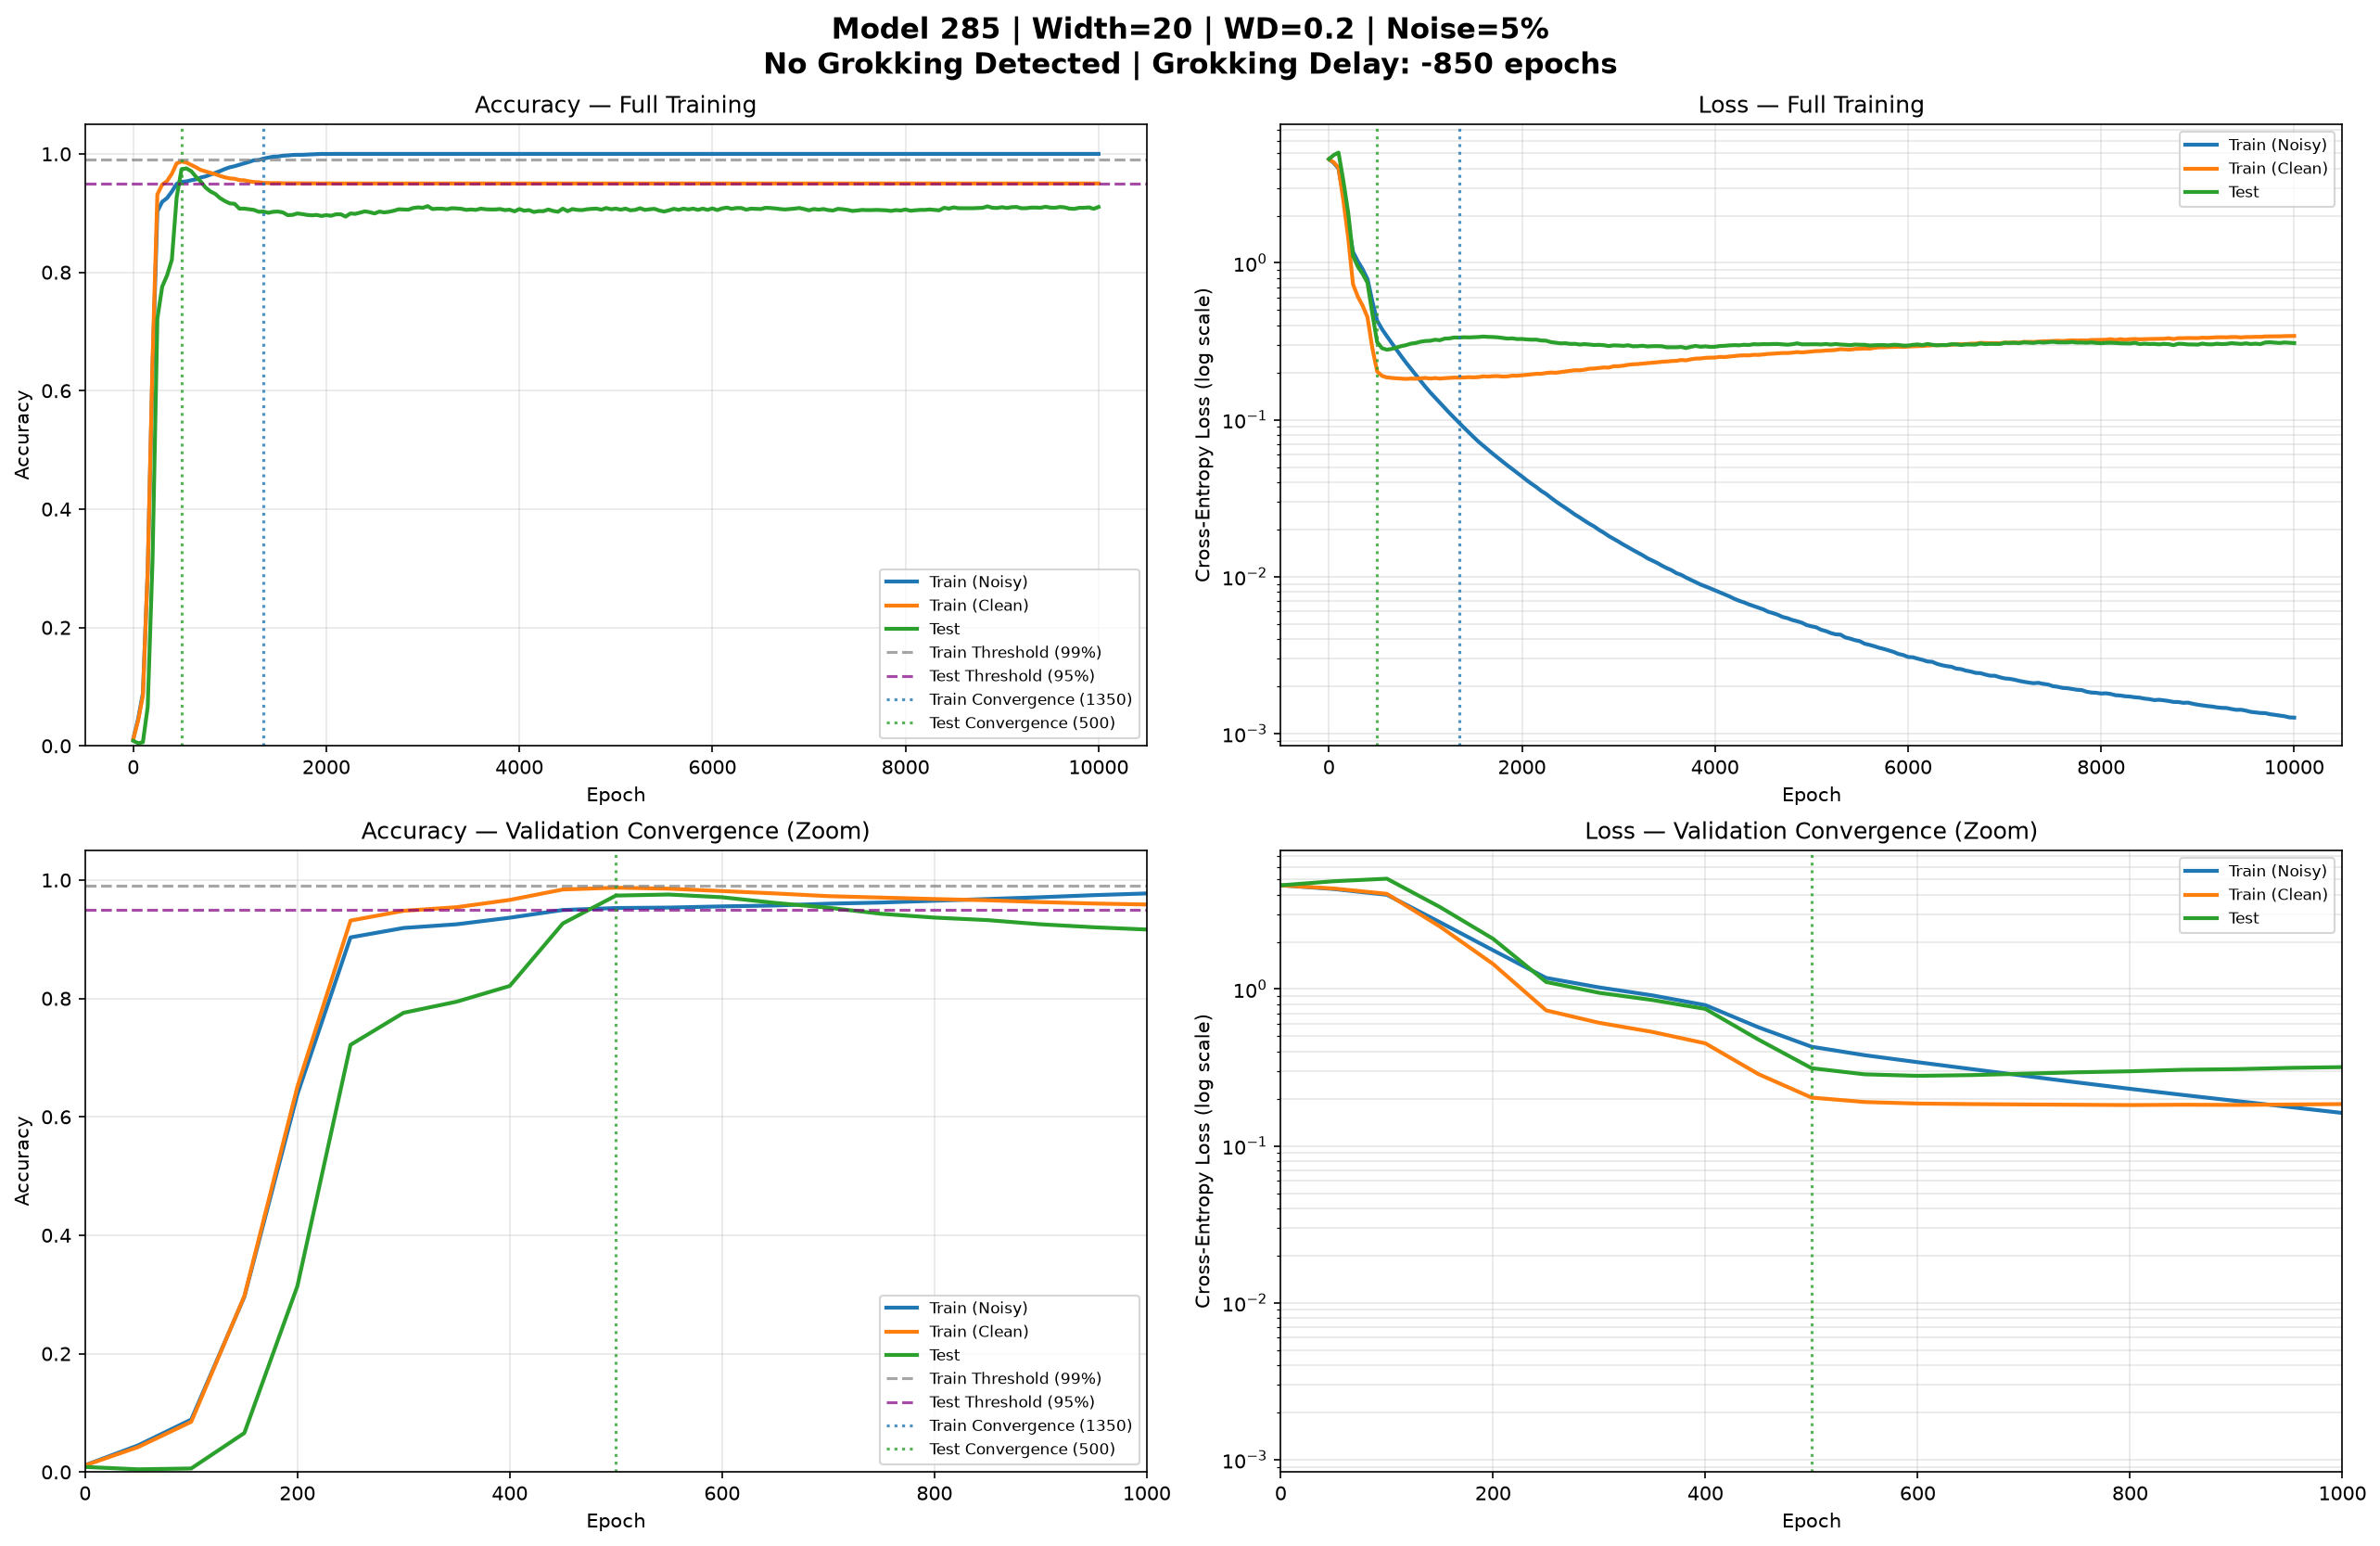 Model 285 | Width=20 | WD=0.2 | Noise=5%
No Grokking Detected | Grokking Delay: -850 epochs
Accuracy — Full Training
Accuracy
1.0
0.8
0.6
0.4
0.2
0.0
0
2000
4000
6000
8000
10000
Epoch
Train (Noisy)
Train (Clean)
Test
Train Threshold (99%)
Test Threshold (95%)
Train Convergence (1350)
Test Convergence (500)
Loss — Full Training
Cross-Entropy Loss (log scale)
10⁰
10⁻¹
10⁻²
10⁻³
0
2000
4000
6000
8000
10000
Epoch
Train (Noisy)
Train (Clean)
Test
Accuracy — Validation Convergence (Zoom)
Accuracy
1.0
0.8
0.6
0.4
0.2
0.0
0
200
400
600
800
1000
Epoch
Train (Noisy)
Train (Clean)
Test
Train Threshold (99%)
Test Threshold (95%)
Train Convergence (1350)
Test Convergence (500)
Loss — Validation Convergence (Zoom)
Cross-Entropy Loss (log scale)
10⁰
10⁻¹
10⁻²
10⁻³
0
200
400
600
800
1000
Epoch
Train (Noisy)
Train (Clean)
Test